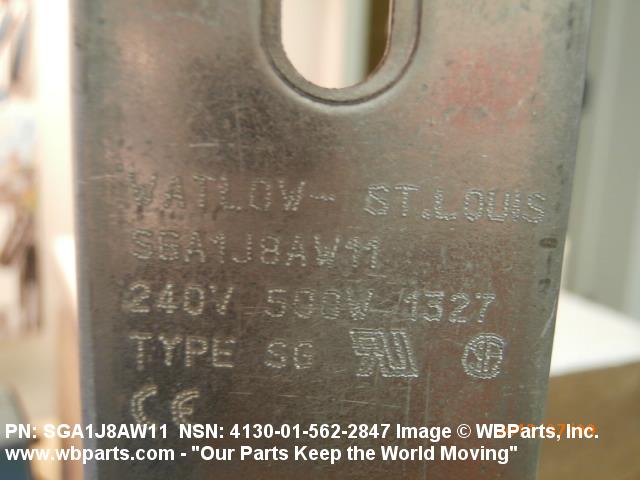 WATLOW- ST.LOUIS
SGA1J8AW11
240V 500W 1327
TYPE SG
CE
PN: SGA1J8AW11 NSN: 4130-01-562-2847 Image © WBParts, Inc.
www.wbparts.com - "Our Parts Keep the World Moving"